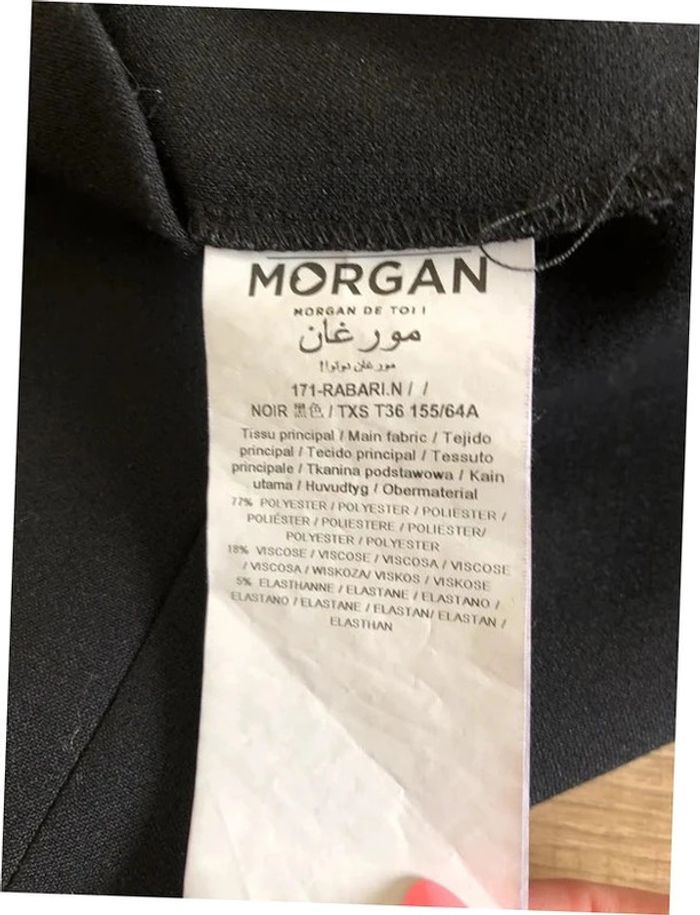 MORGAN
MORGAN DE TOI !
مورغان
مورغان دوتوا!
171-RABARI.N / /
NOIR 黑色 / TXS T36 155/64A
Tissu principal / Main fabric / Tejido
principal / Tecido principal / Tessuto
principale / Tkanina podstawowa / Kain
utama / Huvudtyg / Obermaterial
77% POLYESTER / POLYESTER / POLIESTER /
POLIÉSTER / POLIESTERE / POLIESTER/
POLYESTER / POLYESTER
18% VISCOSE / VISCOSE / VISCOSA / VISCOSE
/ VISCOSA / WISKOZA/ VISKOS / VISKOSE
5% ELASTHANNE / ELASTANE / ELASTANO /
ELASTANO / ELASTANE / ELASTAN/ ELASTAN /
ELASTHAN